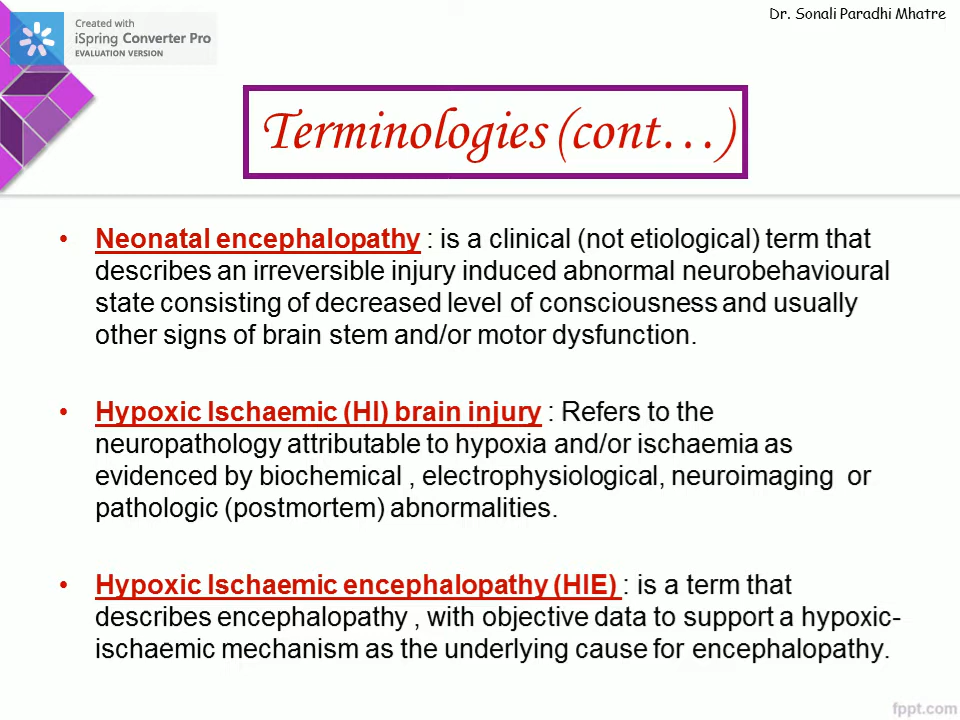 Created with
iSpring Converter Pro
EVALUATION VERSION
Dr. Sonali Paradhi Mhatre
Terminologies (cont…)
• Neonatal encephalopathy : is a clinical (not etiological) term that
describes an irreversible injury induced abnormal neurobehavioural
state consisting of decreased level of consciousness and usually
other signs of brain stem and/or motor dysfunction.
• Hypoxic Ischaemic (HI) brain injury : Refers to the
neuropathology attributable to hypoxia and/or ischaemia as
evidenced by biochemical , electrophysiological, neuroimaging or
pathologic (postmortem) abnormalities.
• Hypoxic Ischaemic encephalopathy (HIE) : is a term that
describes encephalopathy , with objective data to support a hypoxic-
ischaemic mechanism as the underlying cause for encephalopathy.
fppt.com